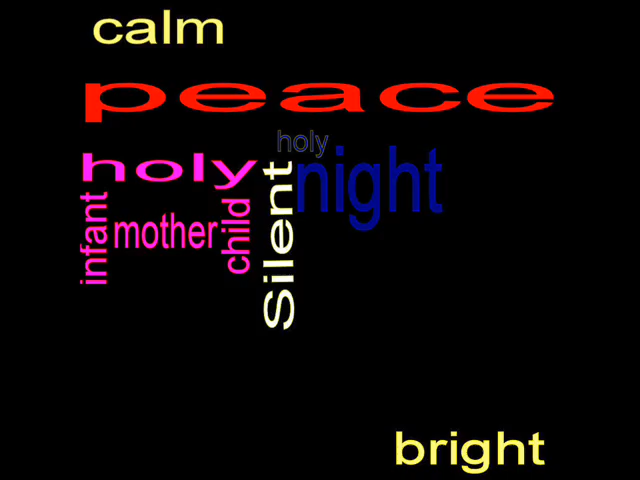 calm
peace
holy
holy
night
infant
mother
child
Silent
bright